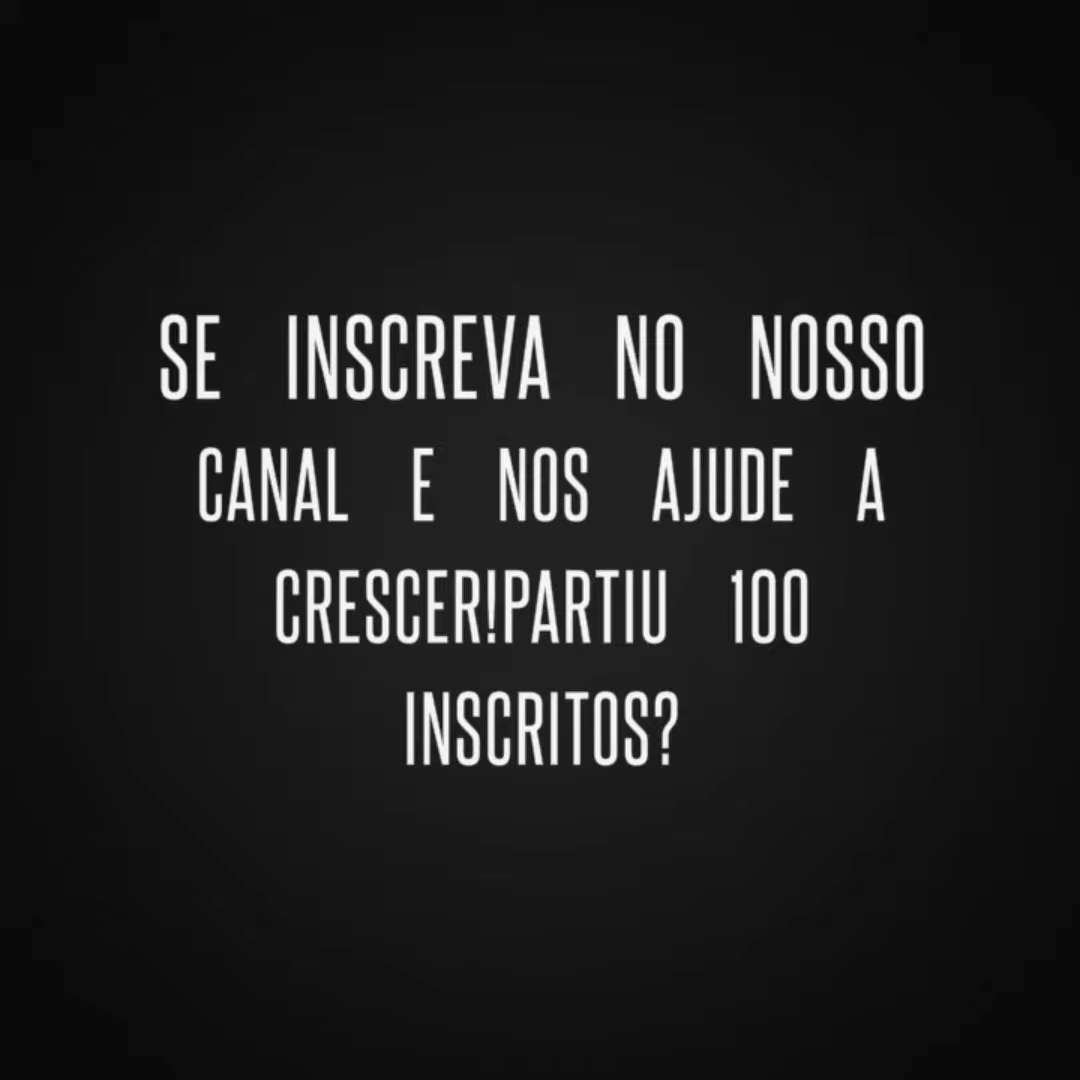 SE INSCREVA NO NOSSO
CANAL E NOS AJUDE A
CRESCER!PARTIU 100
INSCRITOS?